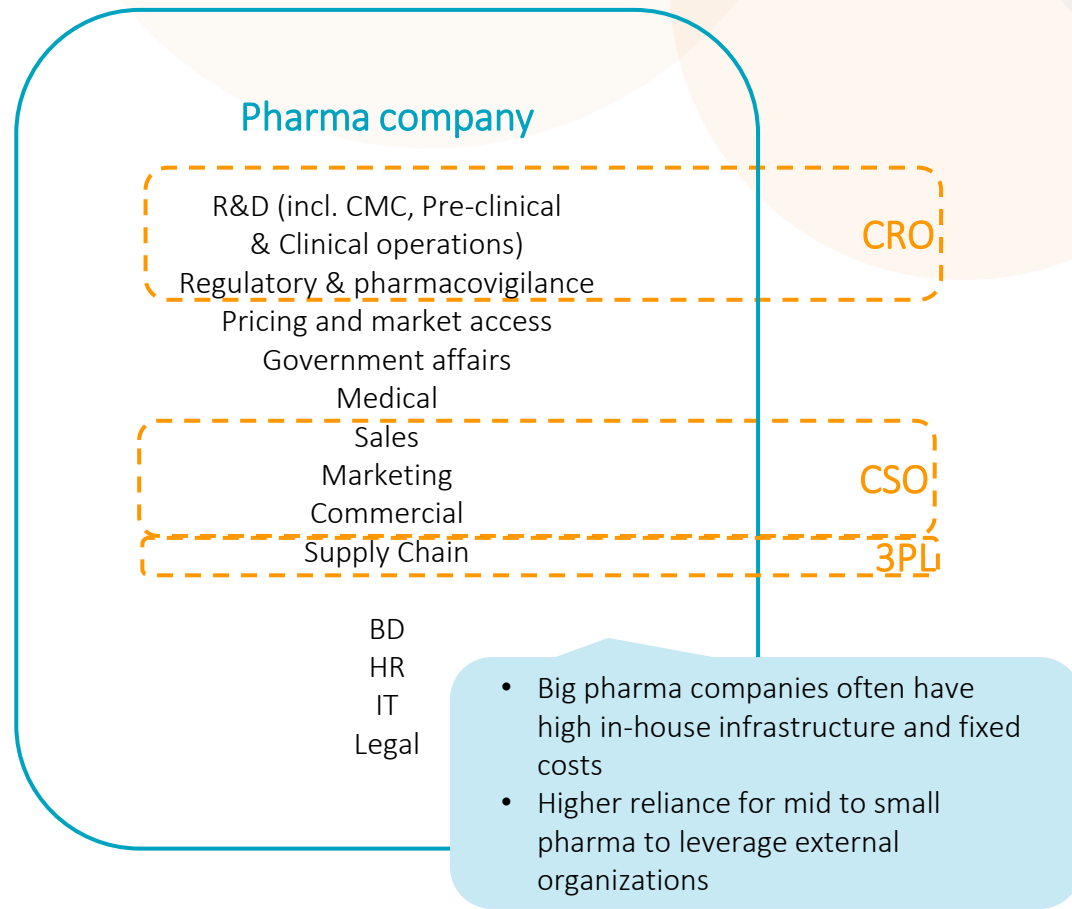 Pharma company
R&D (incl. CMC, Pre-clinical
& Clinical operations)
CRO
Regulatory & pharmacovigilance
Pricing and market access
Government affairs
Medical
Sales
Marketing
CSO
Commercial
Supply Chain
3PL
BD
HR
IT
Legal
• Big pharma companies often have
high in-house infrastructure and fixed
costs
• Higher reliance for mid to small
pharma to leverage external
organizations